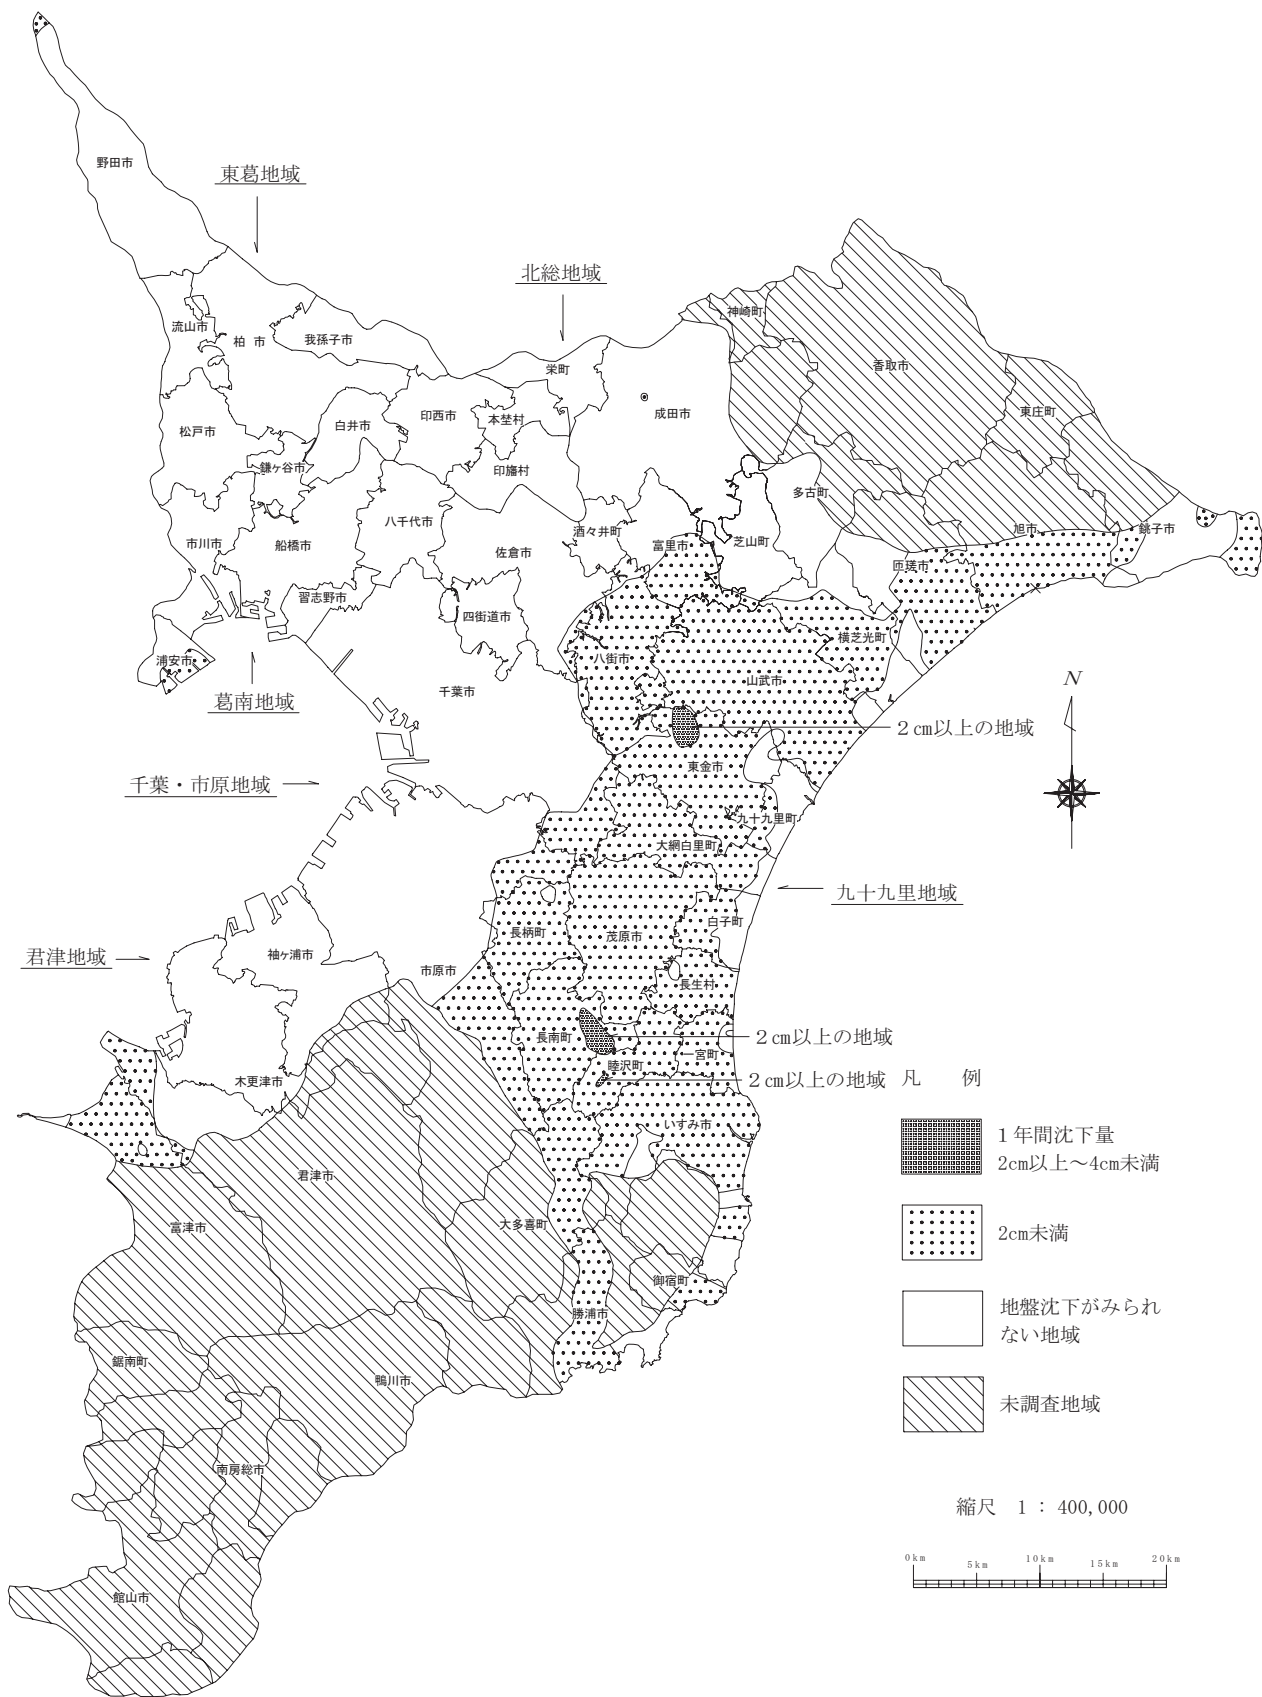 野田市
東葛地域
北総地域
神崎町
流山市
柏 市
我孫子市
香取市
栄町
成田市
東庄町
印西市
本埜村
白井市
松戸市
鎌ヶ谷市
印旛村
多古町
八千代市
酒々井町
旭市
銚子市
市川市
船橋市
佐倉市
富里市
芝山町
匝瑳市
習志野市
四街道市
横芝光町
浦安市
八街市
山武市
千葉市
葛南地域
N
2cm以上の地域
東金市
千葉・市原地域
九十九里町
大網白里町
九十九里地域
白子町
長柄町
茂原市
君津地域
袖ヶ浦市
市原市
長生村
長南町
2cm以上の地域
一宮町
睦沢町
木更津市
2cm以上の地域
凡 例
いすみ市
1年間沈下量
2cm以上~4cm未満
君津市
富津市
大多喜町
2cm未満
御宿町
勝浦市
地盤沈下がみられ
ない地域
鋸南町
鴨川市
未調査地域
南房総市
縮尺 1 : 400,000
0km 5km 10km 15km 20km
館山市